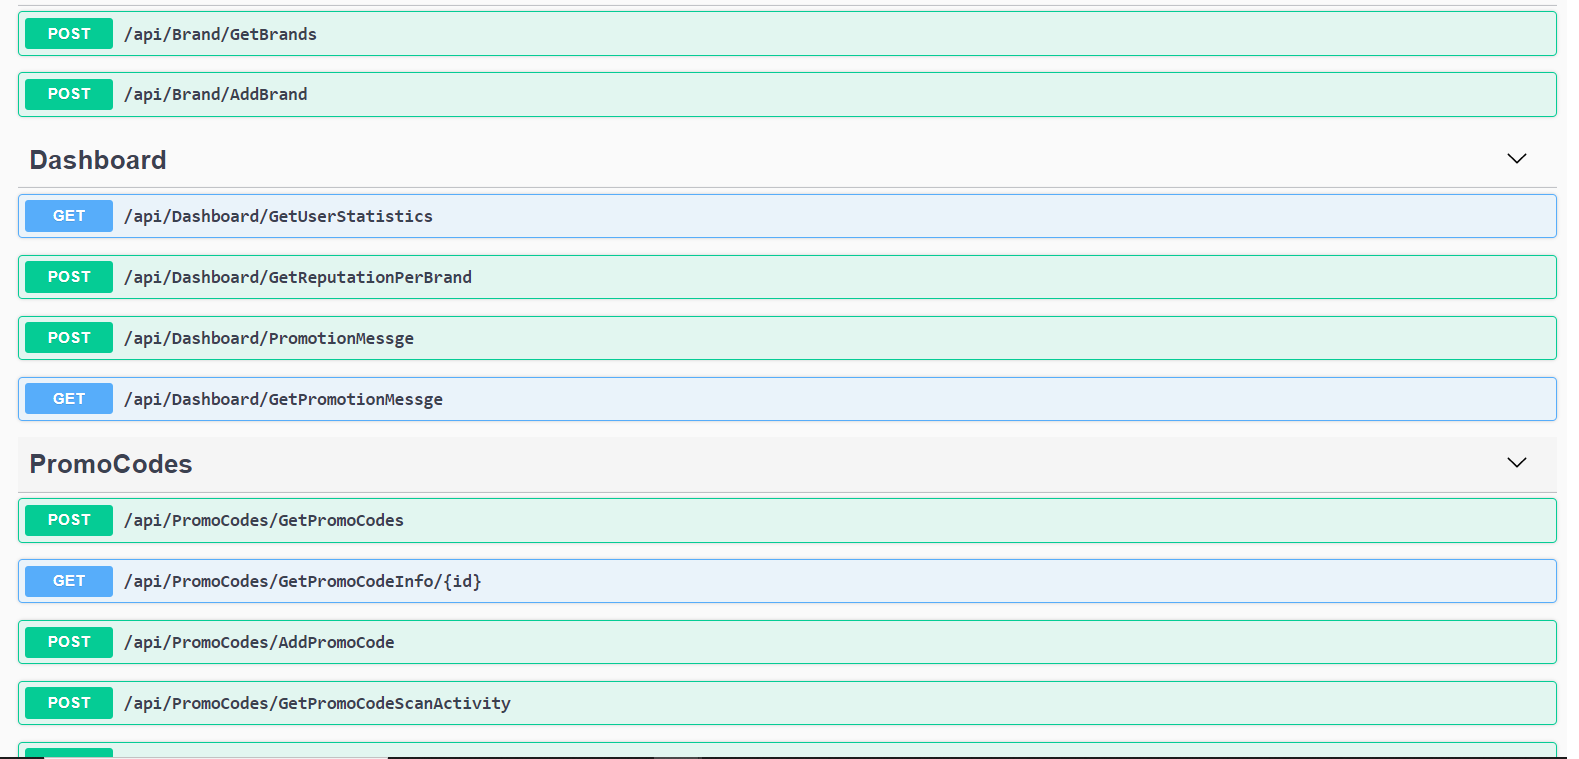 POST /api/Brand/GetBrands
POST /api/Brand/AddBrand
Dashboard
GET /api/Dashboard/GetUserStatistics
POST /api/Dashboard/GetReputationPerBrand
POST /api/Dashboard/PromotionMessge
GET /api/Dashboard/GetPromotionMessge
PromoCodes
POST /api/PromoCodes/GetPromoCodes
GET /api/PromoCodes/GetPromoCodeInfo/{id}
POST /api/PromoCodes/AddPromoCode
POST /api/PromoCodes/GetPromoCodeScanActivity